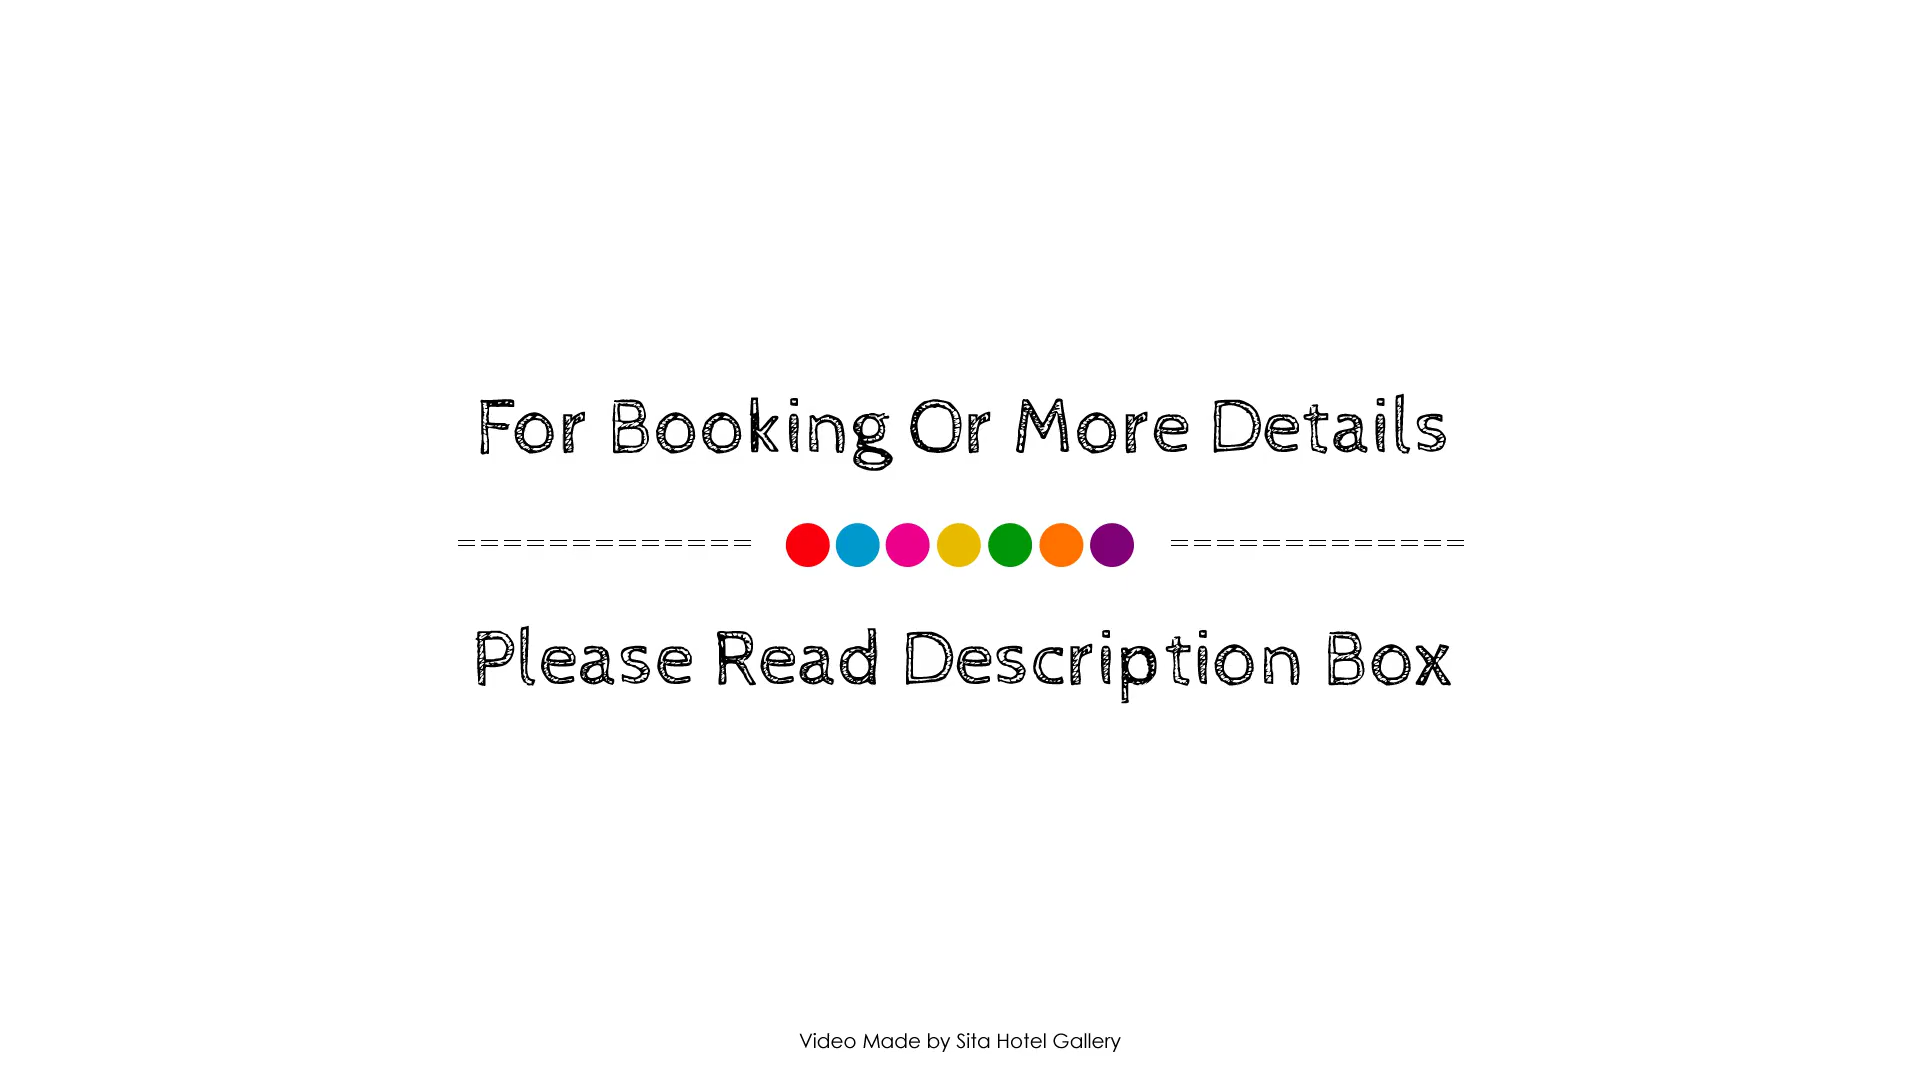 For Booking Or More Details
============= =============
Please Read Description Box
Video Made by Sita Hotel Gallery